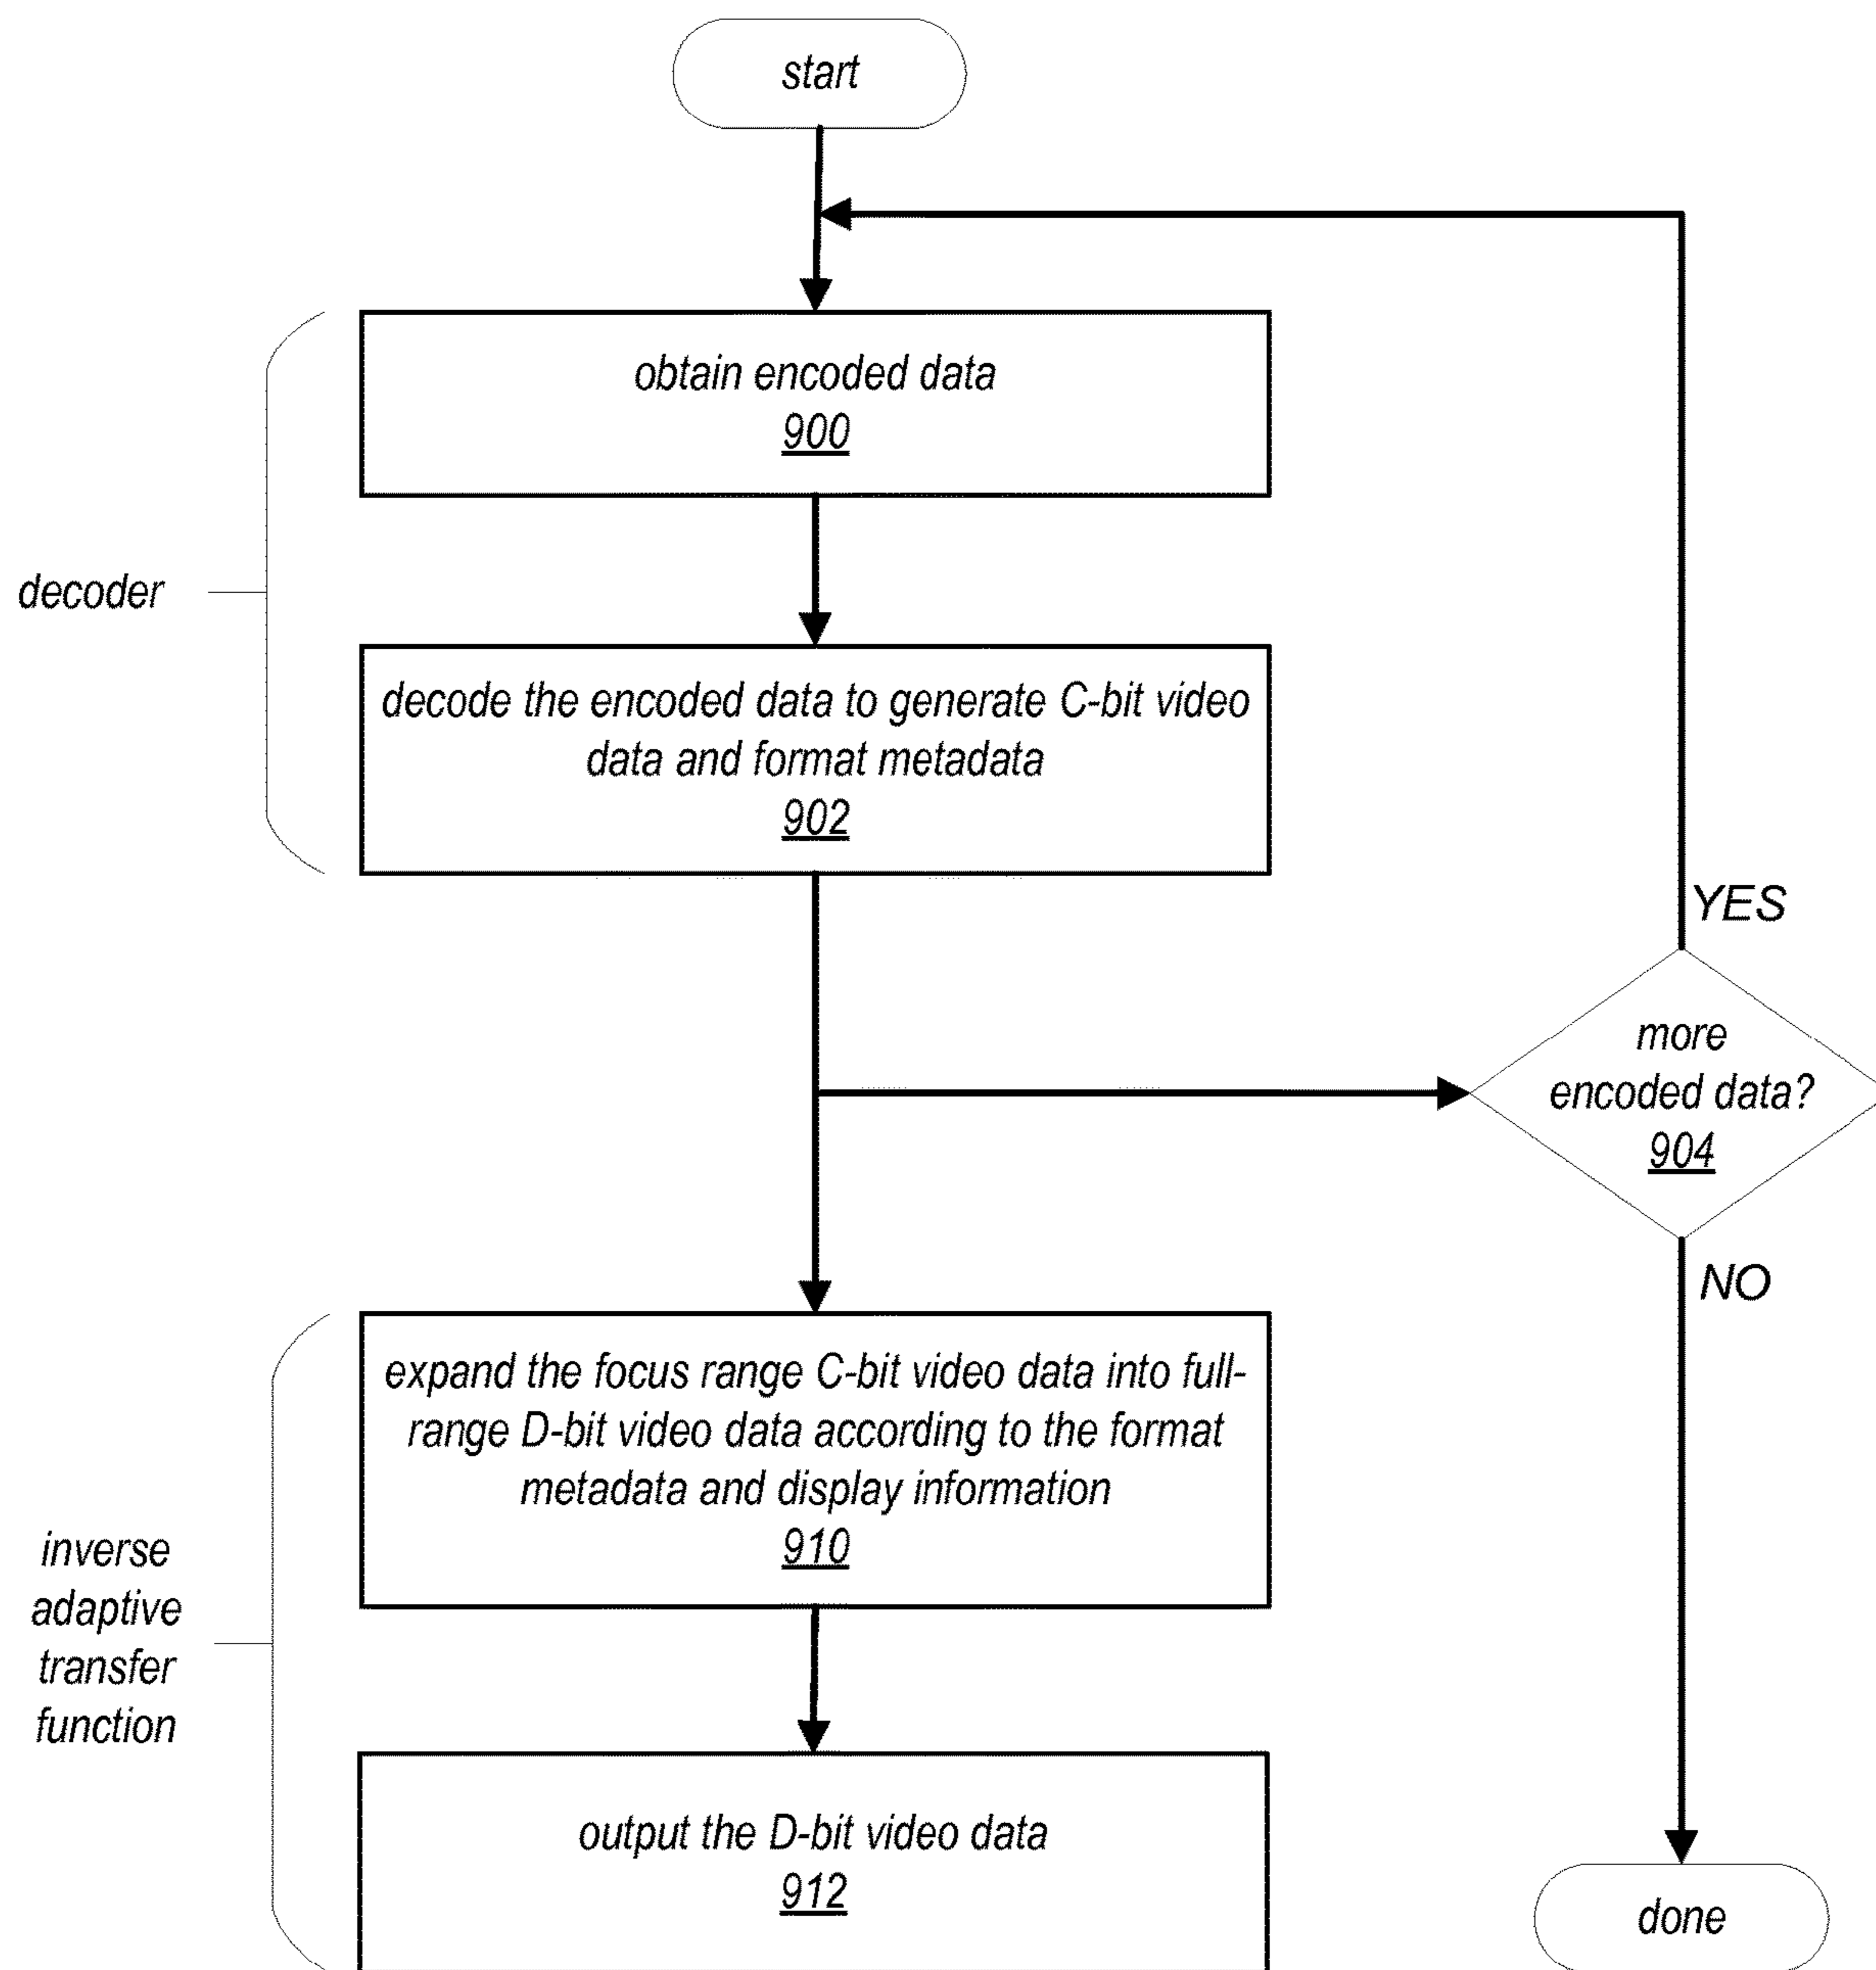 start
obtain encoded data
900
decoder
decode the encoded data to generate C-bit video
data and format metadata
902
YES
more
encoded data?
904
NO
expand the focus range C-bit video data into full-
range D-bit video data according to the format
metadata and display information
910
inverse
adaptive
transfer
function
output the D-bit video data
912
done